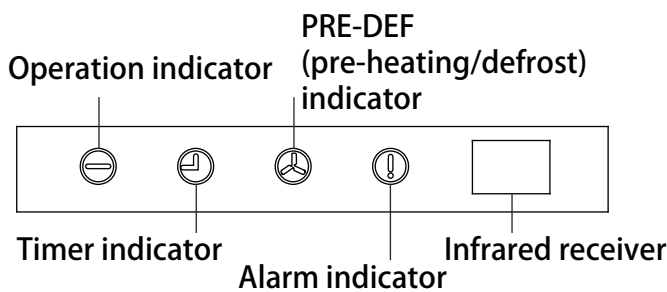 PRE-DEF
Operation indicator
(pre-heating/defrost)
indicator
Timer indicator
Infrared receiver
Alarm indicator